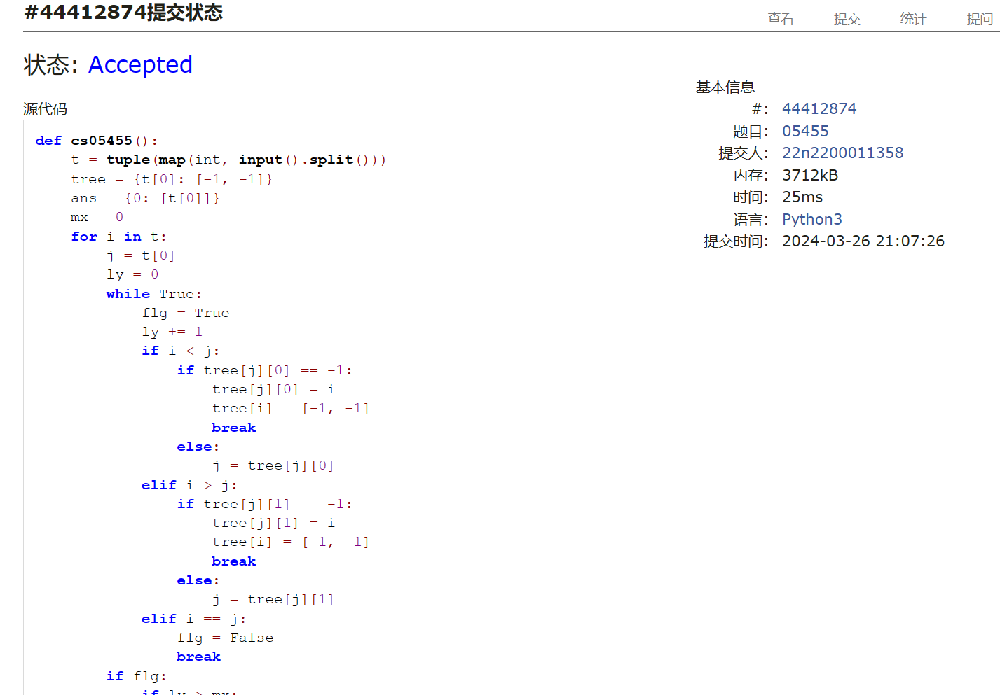 #44412874提交状态
查看 提交 统计 提问
状态: Accepted
源代码
def cs05455():
    t = tuple(map(int, input().split()))
    tree = {t[0]: [-1, -1]}
    ans = {0: [t[0]]}
    mx = 0
    for i in t:
        j = t[0]
        ly = 0
        while True:
            flg = True
            ly += 1
            if i < j:
                if tree[j][0] == -1:
                    tree[j][0] = i
                    tree[i] = [-1, -1]
                    break
                else:
                    j = tree[j][0]
            elif i > j:
                if tree[j][1] == -1:
                    tree[j][1] = i
                    tree[i] = [-1, -1]
                    break
                else:
                    j = tree[j][1]
            elif i == j:
                flg = False
                break
        if flg:
            if ly > mx:
基本信息
#: 44412874
题目: 05455
提交人: 22n2200011358
内存: 3712kB
时间: 25ms
语言: Python3
提交时间: 2024-03-26 21:07:26